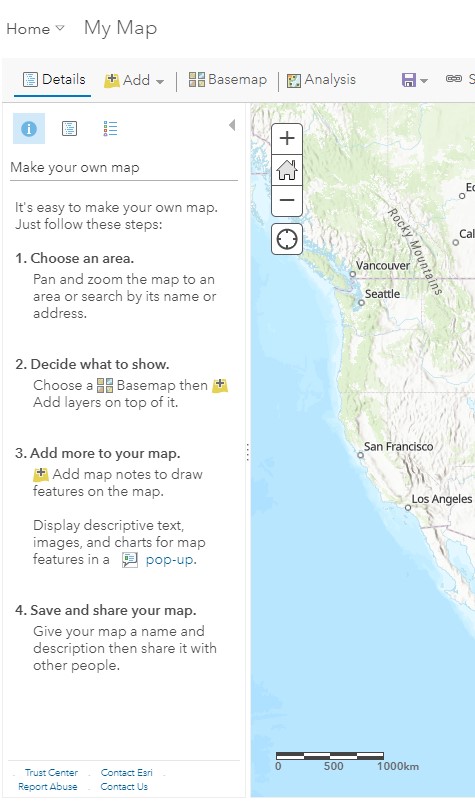 Home My Map
Details Add Basemap Analysis S
Make your own map
It's easy to make your own map.
Just follow these steps:
1. Choose an area.
Pan and zoom the map to an
area or search by its name or
address.
2. Decide what to show.
Choose a Basemap then
Add layers on top of it.
3. Add more to your map.
Add map notes to draw
features on the map.
Display descriptive text,
images, and charts for map
features in a pop-up.
4. Save and share your map.
Give your map a name and
description then share it with
other people.
Trust Center . Contact Esri .
Report Abuse . Contact Us
Rocky Mountains
Ed
Cal
Vancouver
Seattle
San Francisco
Los Angeles
0 500 1000km